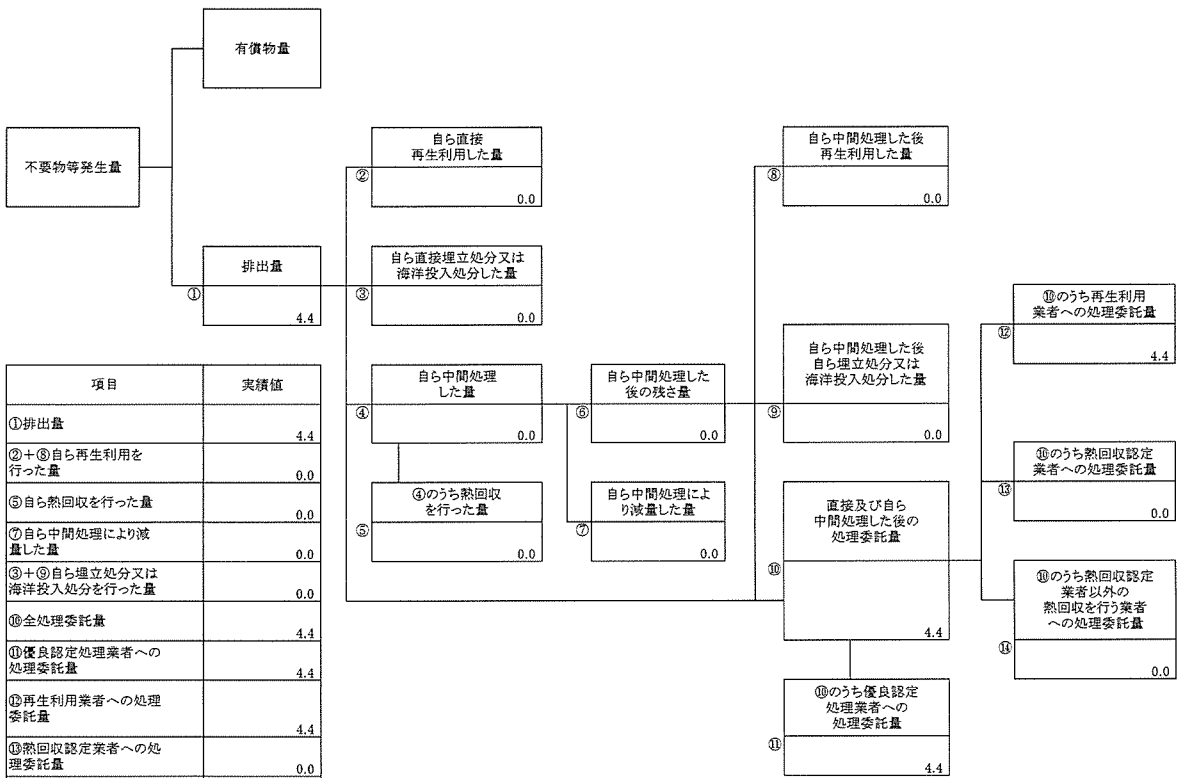 有償物量
不要物等発生量
排出量
①
4.4
自ら直接
再生利用した量
②
0.0
自ら直接埋立処分又は
海洋投入処分した量
③
0.0
自ら中間処理
した量
④
0.0
④のうち熱回収
を行った量
⑤
0.0
自ら中間処理した
後の残さ量
⑥
0.0
自ら中間処理によ
り減量した量
⑦
0.0
自ら中間処理した後
再生利用した量
⑧
0.0
自ら中間処理した後
自ら埋立処分又は
海洋投入処分した量
⑨
0.0
直接及び自ら
中間処理した後の
処理委託量
⑩
4.4
⑩のうち優良認定
処理業者への
処理委託量
⑪
4.4
⑩のうち再生利用
業者への処理委託量
⑫
4.4
⑩のうち熱回収認定
業者への処理委託量
⑬
0.0
⑩のうち熱回収認定
業者以外の
熱回収を行う業者
への処理委託量
⑭
0.0
項目 実績値
①排出量 4.4
②+⑧自ら再生利用を
行った量 0.0
⑤自ら熱回収を行った量 0.0
⑦自ら中間処理により減
量した量 0.0
③+⑨自ら埋立処分又は
海洋投入処分を行った量 0.0
⑩全処理委託量 4.4
⑪優良認定処理業者への
処理委託量 4.4
⑫再生利用業者への処理
委託量 4.4
⑬熱回収認定業者への処
理委託量 0.0